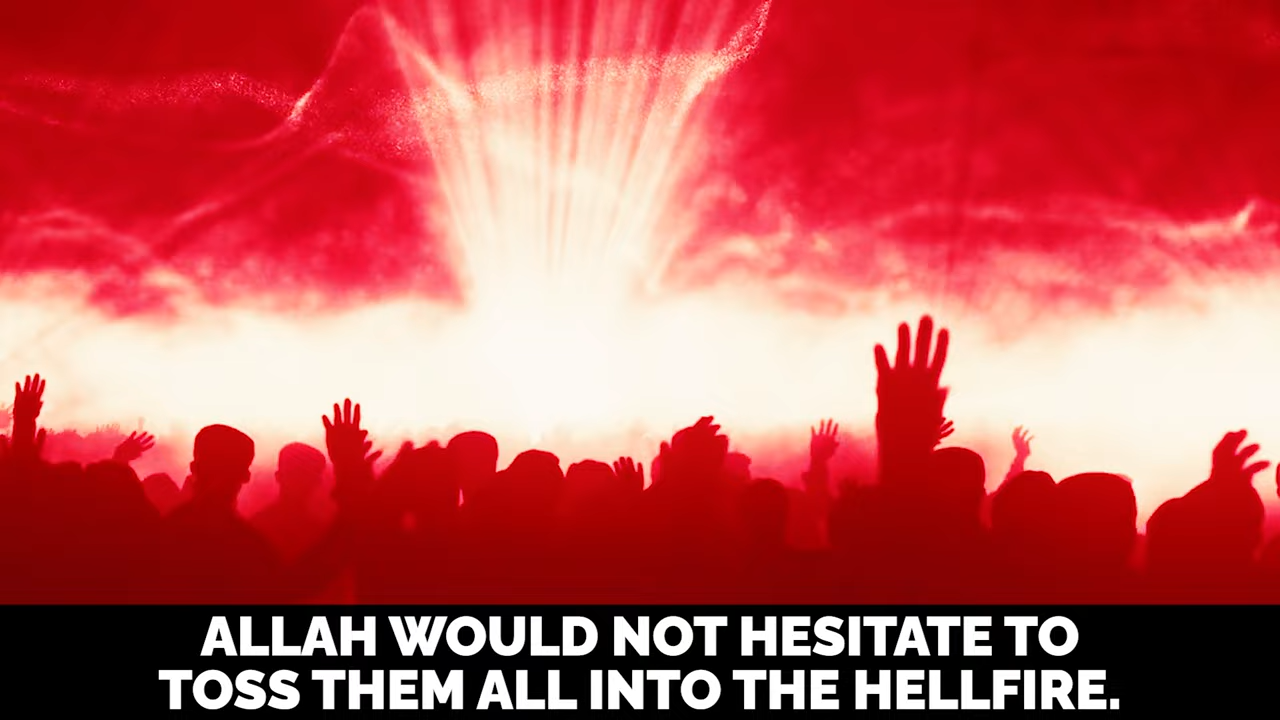 ALLAH WOULD NOT HESITATE TO
TOSS THEM ALL INTO THE HELLFIRE.